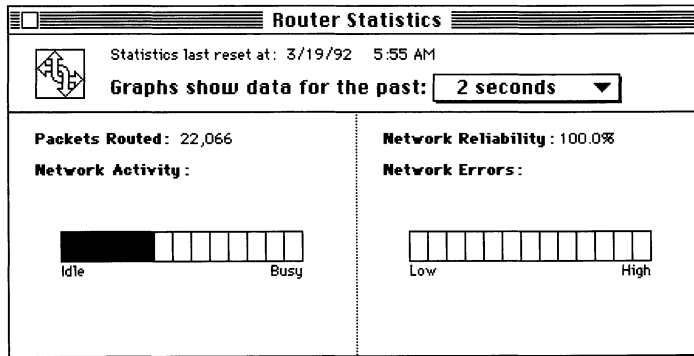 Router Statistics
Statistics last reset at: 3/19/92 5:55 AM
Graphs show data for the past: 2 seconds
Packets Routed: 22,066
Network Activity:
Idle Busy
Network Reliability: 100.0%
Network Errors:
Low High